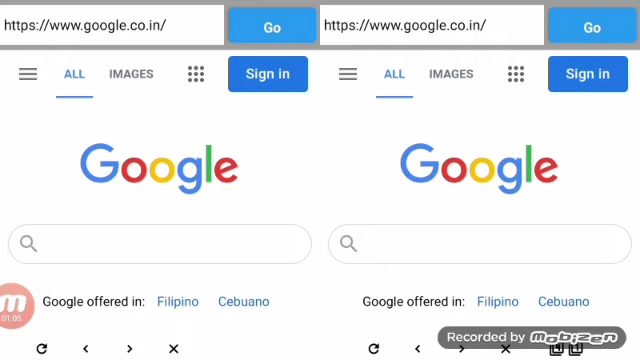 https://www.google.co.in/ Go https://www.google.co.in/ Go
ALL IMAGES Sign in ALL IMAGES Sign in
Google Google
Google offered in: Filipino Cebuano Google offered in: Filipino Cebuano
01:05
Recorded by Mobizen